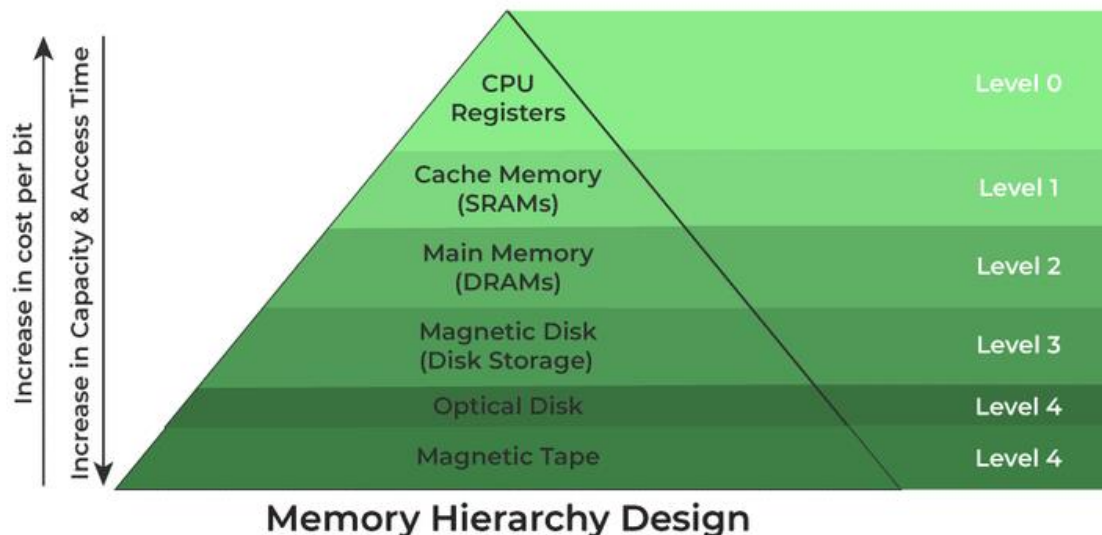 Increase in cost per bit
Increase in Capacity & Access Time
CPU
Registers
Level 0
Cache Memory
(SRAMs)
Level 1
Main Memory
(DRAMs)
Level 2
Magnetic Disk
(Disk Storage)
Level 3
Optical Disk
Level 4
Magnetic Tape
Level 4
Memory Hierarchy Design